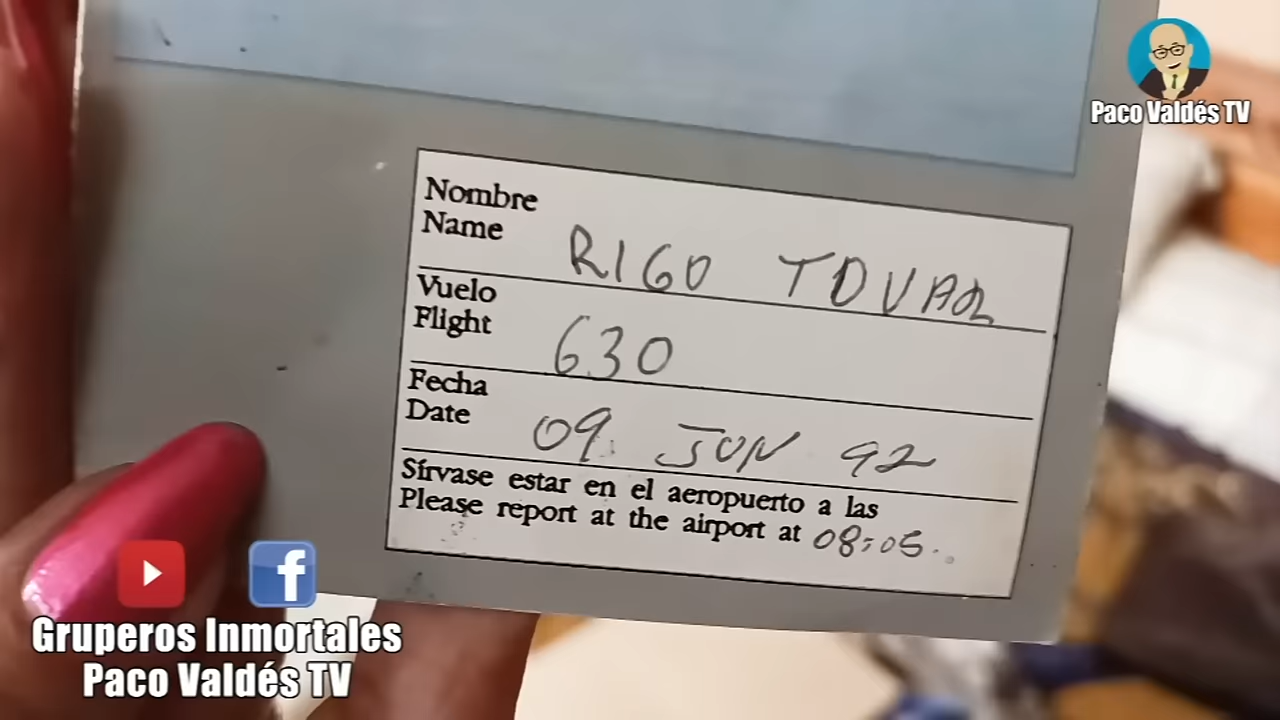 Paco Valdés TV
Nombre
Name RIGO TOVAR
Vuelo
Flight 630
Fecha
Date 09. JUN 92
Sírvase estar en el aeropuerto a las
Please report at the airport at 08:05.
Gruperos Inmortales
Paco Valdés TV